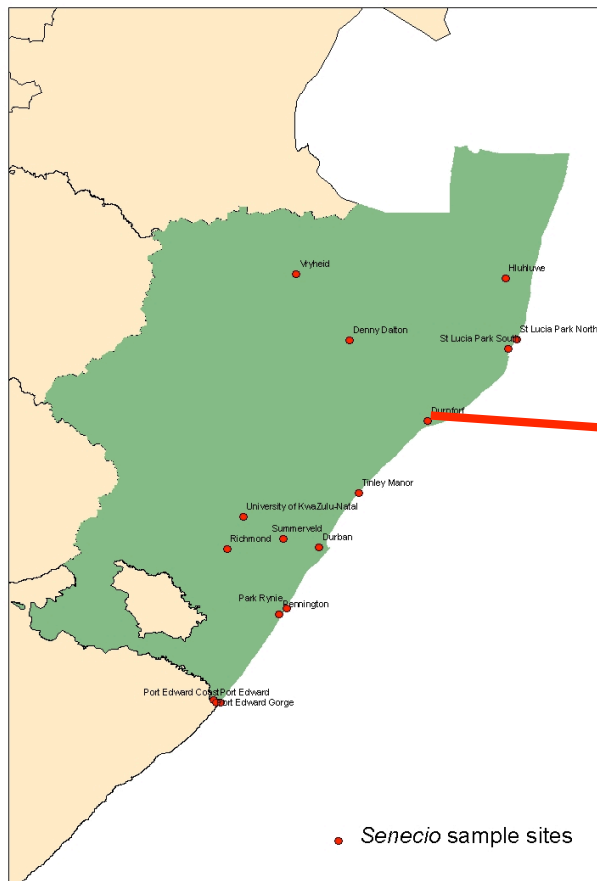 Vryheid
Hluhluwe
Denny Dalton
St Lucia Park North
St Lucia Park South
Durnford
Tinley Manor
University of KwaZulu-Natal
Summerveld
Richmond
Durban
Park Rynie
Pennington
Port Edward Coast
Port Edward
Port Edward Gorge
Senecio sample sites